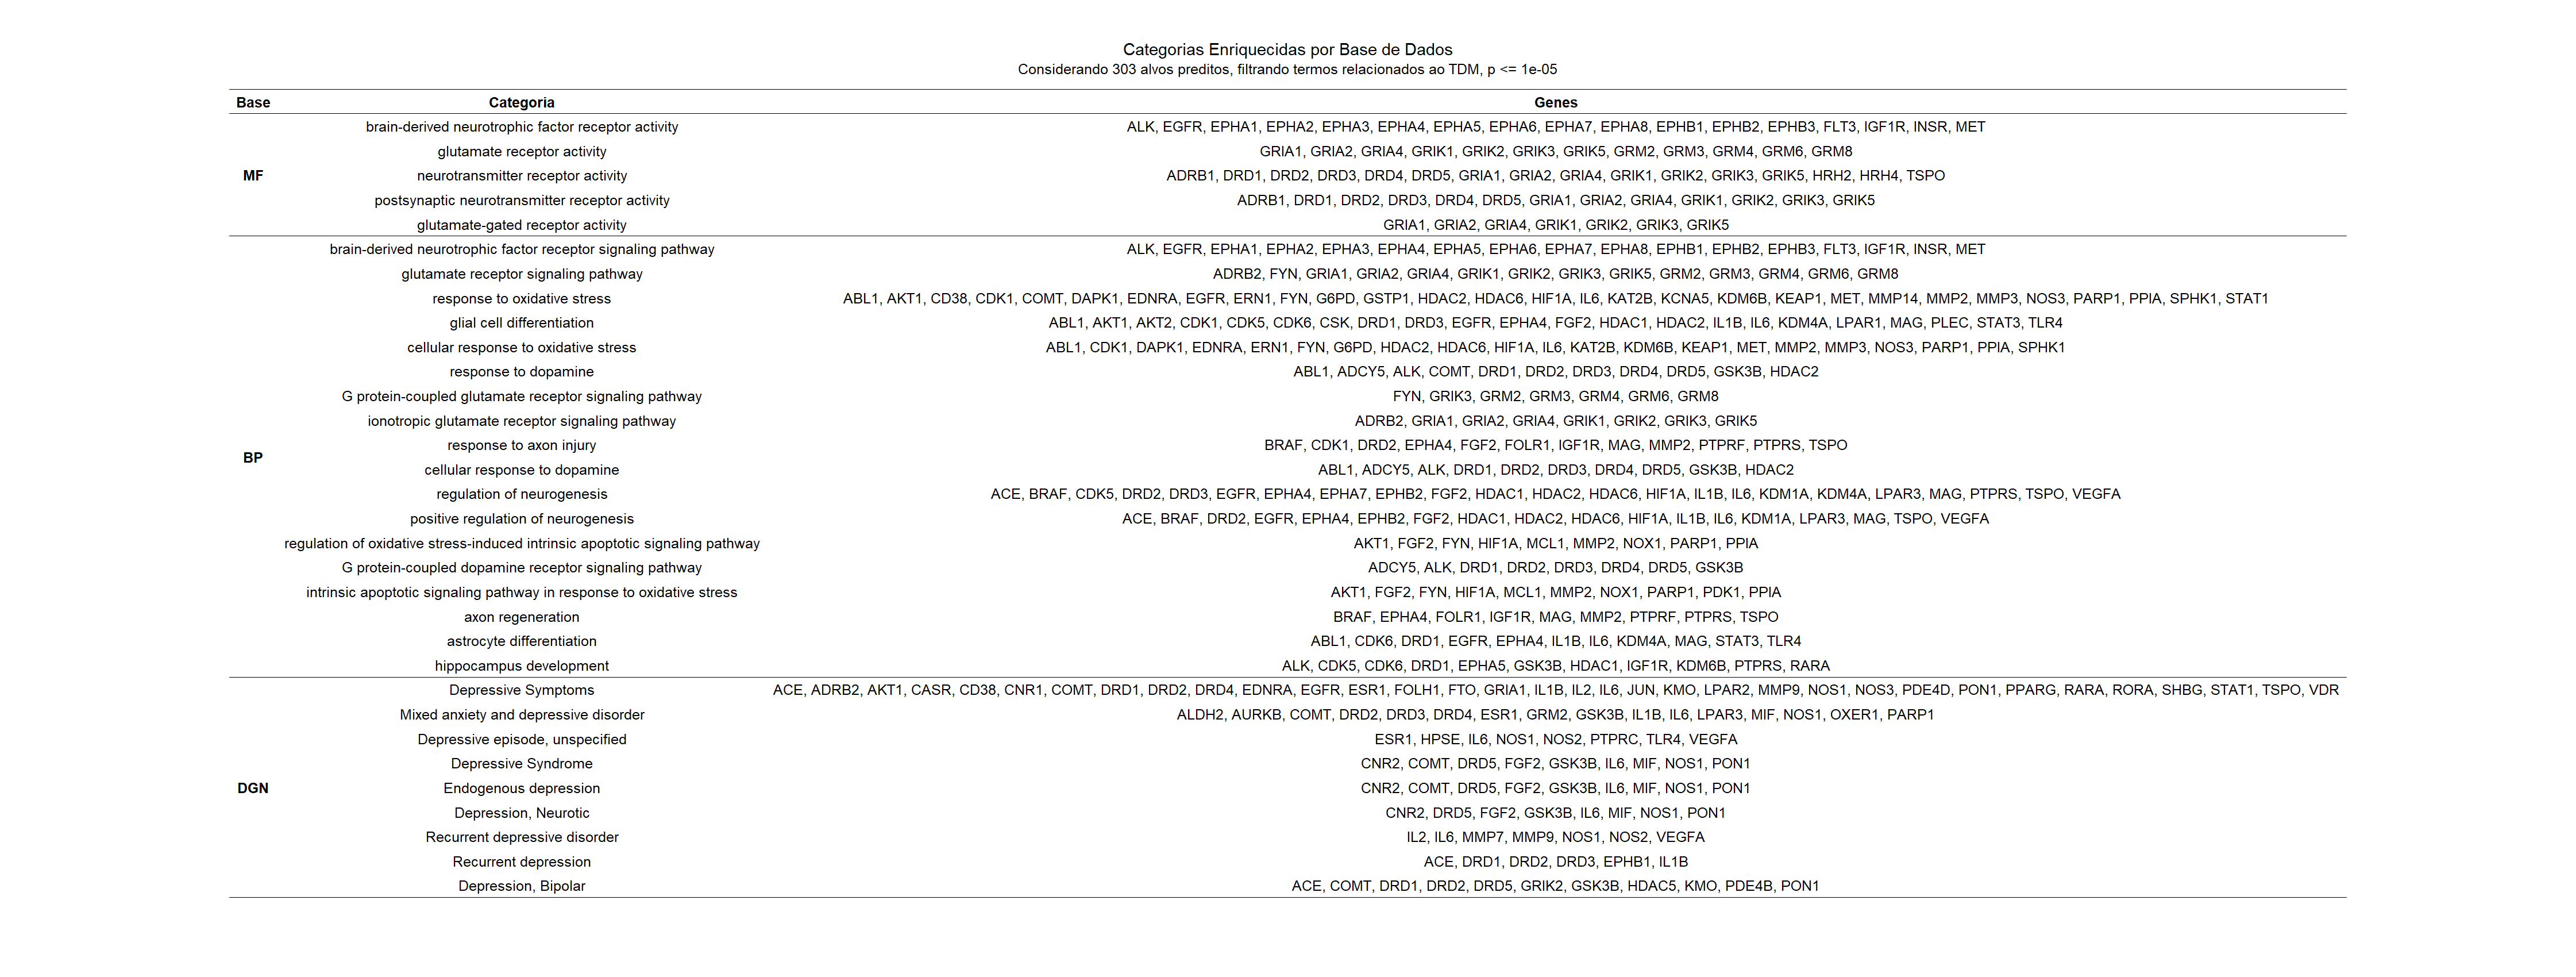 Categorias Enriquecidas por Base de Dados
Considerando 303 alvos preditos, filtrando termos relacionados ao TDM, p <= 1e-05
Base Categoria Genes
brain-derived neurotrophic factor receptor activity ALK, EGFR, EPHA1, EPHA2, EPHA3, EPHA4, EPHA5, EPHA6, EPHA7, EPHA8, EPHB1, EPHB2, EPHB3, FLT3, IGF1R, INSR, MET
glutamate receptor activity GRIA1, GRIA2, GRIA4, GRIK1, GRIK2, GRIK3, GRIK5, GRM2, GRM3, GRM4, GRM6, GRM8
MF neurotransmitter receptor activity ADRB1, DRD1, DRD2, DRD3, DRD4, DRD5, GRIA1, GRIA2, GRIA4, GRIK1, GRIK2, GRIK3, GRIK5, HRH2, HRH4, TSPO
postsynaptic neurotransmitter receptor activity ADRB1, DRD1, DRD2, DRD3, DRD4, DRD5, GRIA1, GRIA2, GRIA4, GRIK1, GRIK2, GRIK3, GRIK5
glutamate-gated receptor activity GRIA1, GRIA2, GRIA4, GRIK1, GRIK2, GRIK3, GRIK5
brain-derived neurotrophic factor receptor signaling pathway ALK, EGFR, EPHA1, EPHA2, EPHA3, EPHA4, EPHA5, EPHA6, EPHA7, EPHA8, EPHB1, EPHB2, EPHB3, FLT3, IGF1R, INSR, MET
glutamate receptor signaling pathway ADRB2, FYN, GRIA1, GRIA2, GRIA4, GRIK1, GRIK2, GRIK3, GRIK5, GRM2, GRM3, GRM4, GRM6, GRM8
response to oxidative stress ABL1, AKT1, CD38, CDK1, COMT, DAPK1, EDNRA, EGFR, ERN1, FYN, G6PD, GSTP1, HDAC2, HDAC6, HIF1A, IL6, KAT2B, KCNA5, KDM6B, KEAP1, MET, MMP14, MMP2, MMP3, NOS3, PARP1, PPIA, SPHK1, STAT1
glial cell differentiation ABL1, AKT1, AKT2, CDK1, CDK5, CDK6, CSK, DRD1, DRD3, EGFR, EPHA4, FGF2, HDAC1, HDAC2, IL1B, IL6, KDM4A, LPAR1, MAG, PLEC, STAT3, TLR4
cellular response to oxidative stress ABL1, CDK1, DAPK1, EDNRA, ERN1, FYN, G6PD, HDAC2, HDAC6, HIF1A, IL6, KAT2B, KDM6B, KEAP1, MET, MMP2, MMP3, NOS3, PARP1, PPIA, SPHK1
response to dopamine ABL1, ADCY5, ALK, COMT, DRD1, DRD2, DRD3, DRD4, DRD5, GSK3B, HDAC2
G protein-coupled glutamate receptor signaling pathway FYN, GRIK3, GRM2, GRM3, GRM4, GRM6, GRM8
ionotropic glutamate receptor signaling pathway ADRB2, GRIA1, GRIA2, GRIA4, GRIK1, GRIK2, GRIK3, GRIK5
response to axon injury BRAF, CDK1, DRD2, EPHA4, FGF2, FOLR1, IGF1R, MAG, MMP2, PTPRF, PTPRS, TSPO
BP
cellular response to dopamine ABL1, ADCY5, ALK, DRD1, DRD2, DRD3, DRD4, DRD5, GSK3B, HDAC2
regulation of neurogenesis ACE, BRAF, CDK5, DRD2, DRD3, EGFR, EPHA4, EPHA7, EPHB2, FGF2, HDAC1, HDAC2, HDAC6, HIF1A, IL1B, IL6, KDM1A, KDM4A, LPAR3, MAG, PTPRS, TSPO, VEGFA
positive regulation of neurogenesis ACE, BRAF, DRD2, EGFR, EPHA4, EPHB2, FGF2, HDAC1, HDAC2, HDAC6, HIF1A, IL1B, IL6, KDM1A, LPAR3, MAG, TSPO, VEGFA
regulation of oxidative stress-induced intrinsic apoptotic signaling pathway AKT1, FGF2, FYN, HIF1A, MCL1, MMP2, NOX1, PARP1, PPIA
G protein-coupled dopamine receptor signaling pathway ADCY5, ALK, DRD1, DRD2, DRD3, DRD4, DRD5, GSK3B
intrinsic apoptotic signaling pathway in response to oxidative stress AKT1, FGF2, FYN, HIF1A, MCL1, MMP2, NOX1, PARP1, PDK1, PPIA
axon regeneration BRAF, EPHA4, FOLR1, IGF1R, MAG, MMP2, PTPRF, PTPRS, TSPO
astrocyte differentiation ABL1, CDK6, DRD1, EGFR, EPHA4, IL1B, IL6, KDM4A, MAG, STAT3, TLR4
hippocampus development ALK, CDK5, CDK6, DRD1, EPHA5, GSK3B, HDAC1, IGF1R, KDM6B, PTPRS, RARA
Depressive Symptoms ACE, ADRB2, AKT1, CASR, CD38, CNR1, COMT, DRD1, DRD2, DRD4, EDNRA, EGFR, ESR1, FOLH1, FTO, GRIA1, IL1B, IL2, IL6, JUN, KMO, LPAR2, MMP9, NOS1, NOS3, PDE4D, PON1, PPARG, RARA, RORA, SHBG, STAT1, TSPO, VDR
Mixed anxiety and depressive disorder ALDH2, AURKB, COMT, DRD2, DRD3, DRD4, ESR1, GRM2, GSK3B, IL1B, IL6, LPAR3, MIF, NOS1, OXER1, PARP1
Depressive episode, unspecified ESR1, HPSE, IL6, NOS1, NOS2, PTPRC, TLR4, VEGFA
Depressive Syndrome CNR2, COMT, DRD5, FGF2, GSK3B, IL6, MIF, NOS1, PON1
DGN Endogenous depression CNR2, COMT, DRD5, FGF2, GSK3B, IL6, MIF, NOS1, PON1
Depression, Neurotic CNR2, DRD5, FGF2, GSK3B, IL6, MIF, NOS1, PON1
Recurrent depressive disorder IL2, IL6, MMP7, MMP9, NOS1, NOS2, VEGFA
Recurrent depression ACE, DRD1, DRD2, DRD3, EPHB1, IL1B
Depression, Bipolar ACE, COMT, DRD1, DRD2, DRD5, GRIK2, GSK3B, HDAC5, KMO, PDE4B, PON1